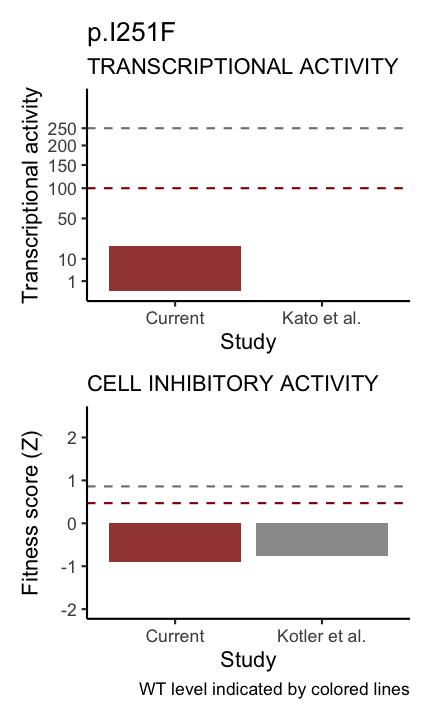 p.I251F
TRANSCRIPTIONAL ACTIVITY
Transcriptional activity
250
200
150
100
50
10
1
Current
Kato et al.
Study
CELL INHIBITORY ACTIVITY
Fitness score (Z)
2
1
0
-1
-2
Current
Kotler et al.
Study
WT level indicated by colored lines